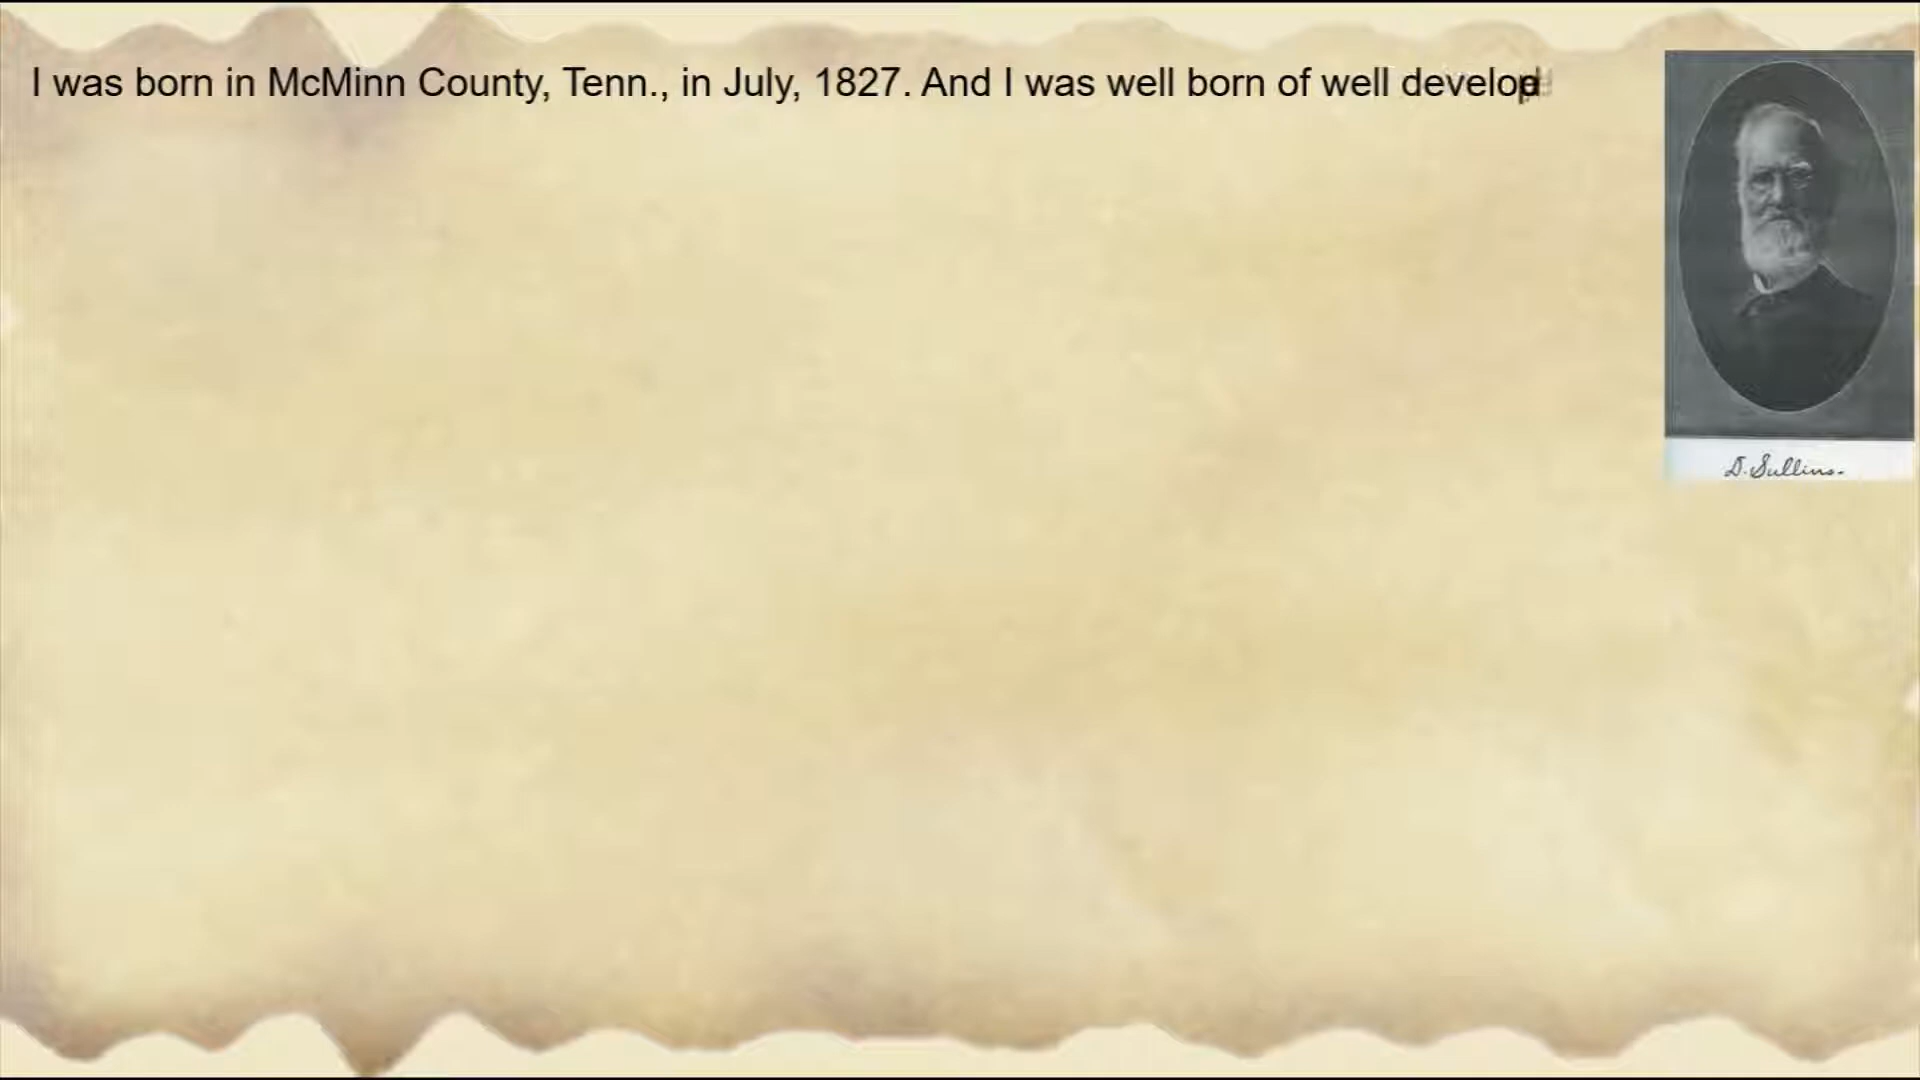 I was born in McMinn County, Tenn., in July, 1827. And I was well born of well develop
D. Sullins.